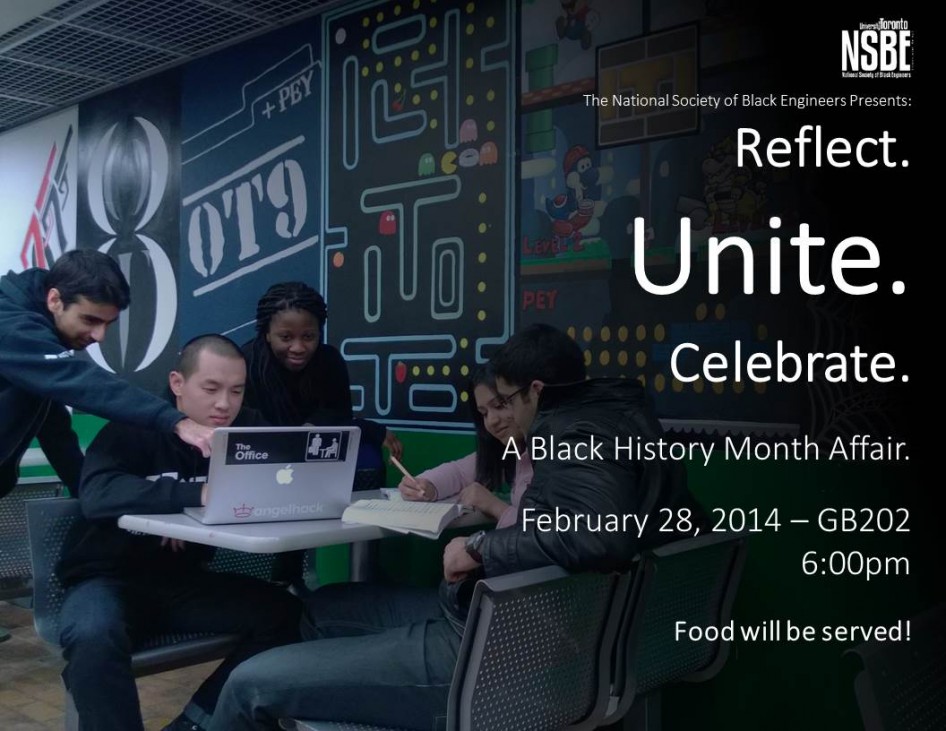 University Toronto
NSBE
National Society of Black Engineers
The National Society of Black Engineers Presents:
Reflect.
Unite.
Celebrate.
A Black History Month Affair.
February 28, 2014 – GB202
6:00pm
Food will be served!
+ PEY
0T9
8
LEVEL
PEY
The
Office
angelhack